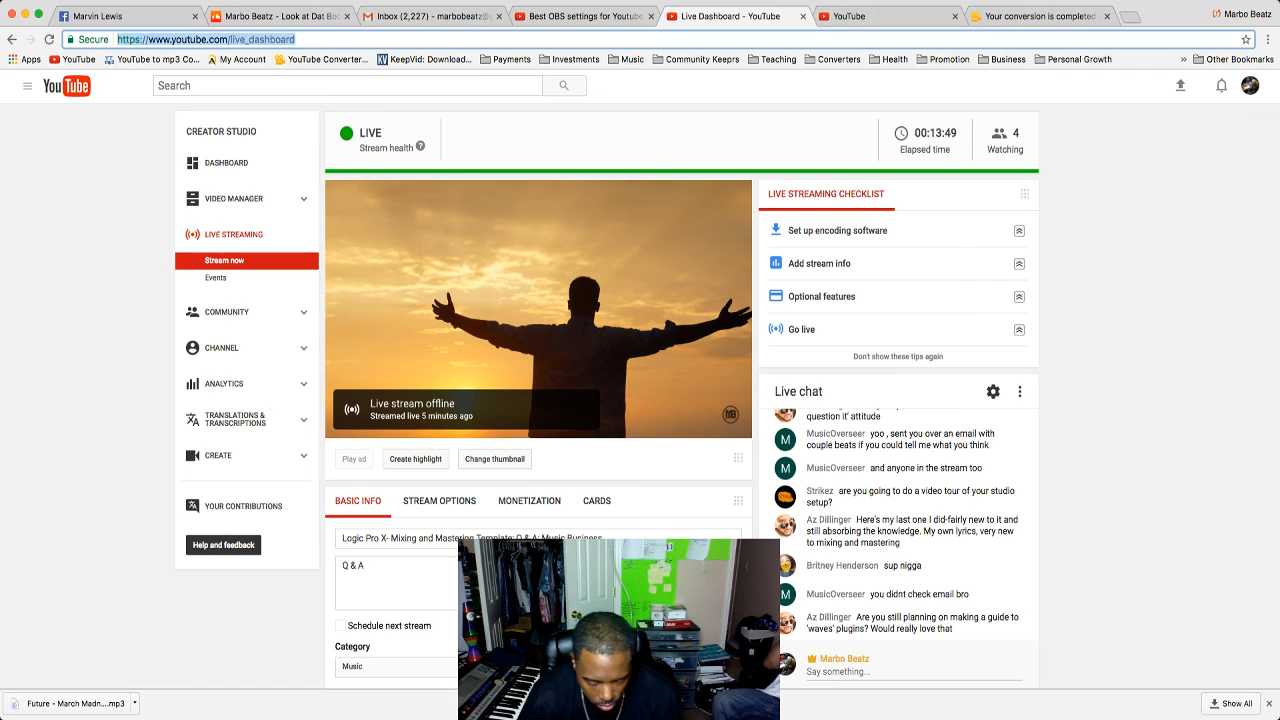 Marvin Lewis
Marbo Beatz - Look at Dat Bo
Inbox (2,227) - marbobeatz@g
Best OBS settings for Youtube
Live Dashboard - YouTube
YouTube
Your conversion is completed
Marbo Beatz
Secure
https://www.youtube.com/live_dashboard
Apps
YouTube
YouTube to mp3 Co...
My Account
YouTube Converter...
KeepVid: Download...
Payments
Investments
Music
Community Keeprs
Teaching
Converters
Health
Promotion
Business
Personal Growth
»
Other Bookmarks
YouTube
Search
CREATOR STUDIO
DASHBOARD
VIDEO MANAGER
LIVE STREAMING
Stream now
Events
COMMUNITY
CHANNEL
ANALYTICS
TRANSLATIONS &
TRANSCRIPTIONS
CREATE
YOUR CONTRIBUTIONS
Help and feedback
LIVE
Stream health ?
00:13:49
Elapsed time
4
Watching
Live stream offline
Streamed live 5 minutes ago
MB
Play ad
Create highlight
Change thumbnail
BASIC INFO
STREAM OPTIONS
MONETIZATION
CARDS
Logic Pro X- Mixing and Mastering Template: Q & A: Music Business
Q & A
Schedule next stream
Category
Music
LIVE STREAMING CHECKLIST
Set up encoding software
Add stream info
Optional features
Go live
Don't show these tips again
Live chat
question it' attitude
M MusicOverseer yoo , sent you over an email with
couple beats if you could tell me what you think
M MusicOverseer and anyone in the stream too
Strikez are you going to do a video tour of your studio
setup?
Az Dillinger Here's my last one I did-fairly new to it and
still absorbing the knowledge. My own lyrics, very new
to mixing and mastering
Britney Henderson sup nigga
M MusicOverseer you didnt check email bro
Az Dillinger Are you still planning on making a guide to
'waves' plugins? Would really love that
Marbo Beatz
Say something...
Future - March Madn....mp3
Show All